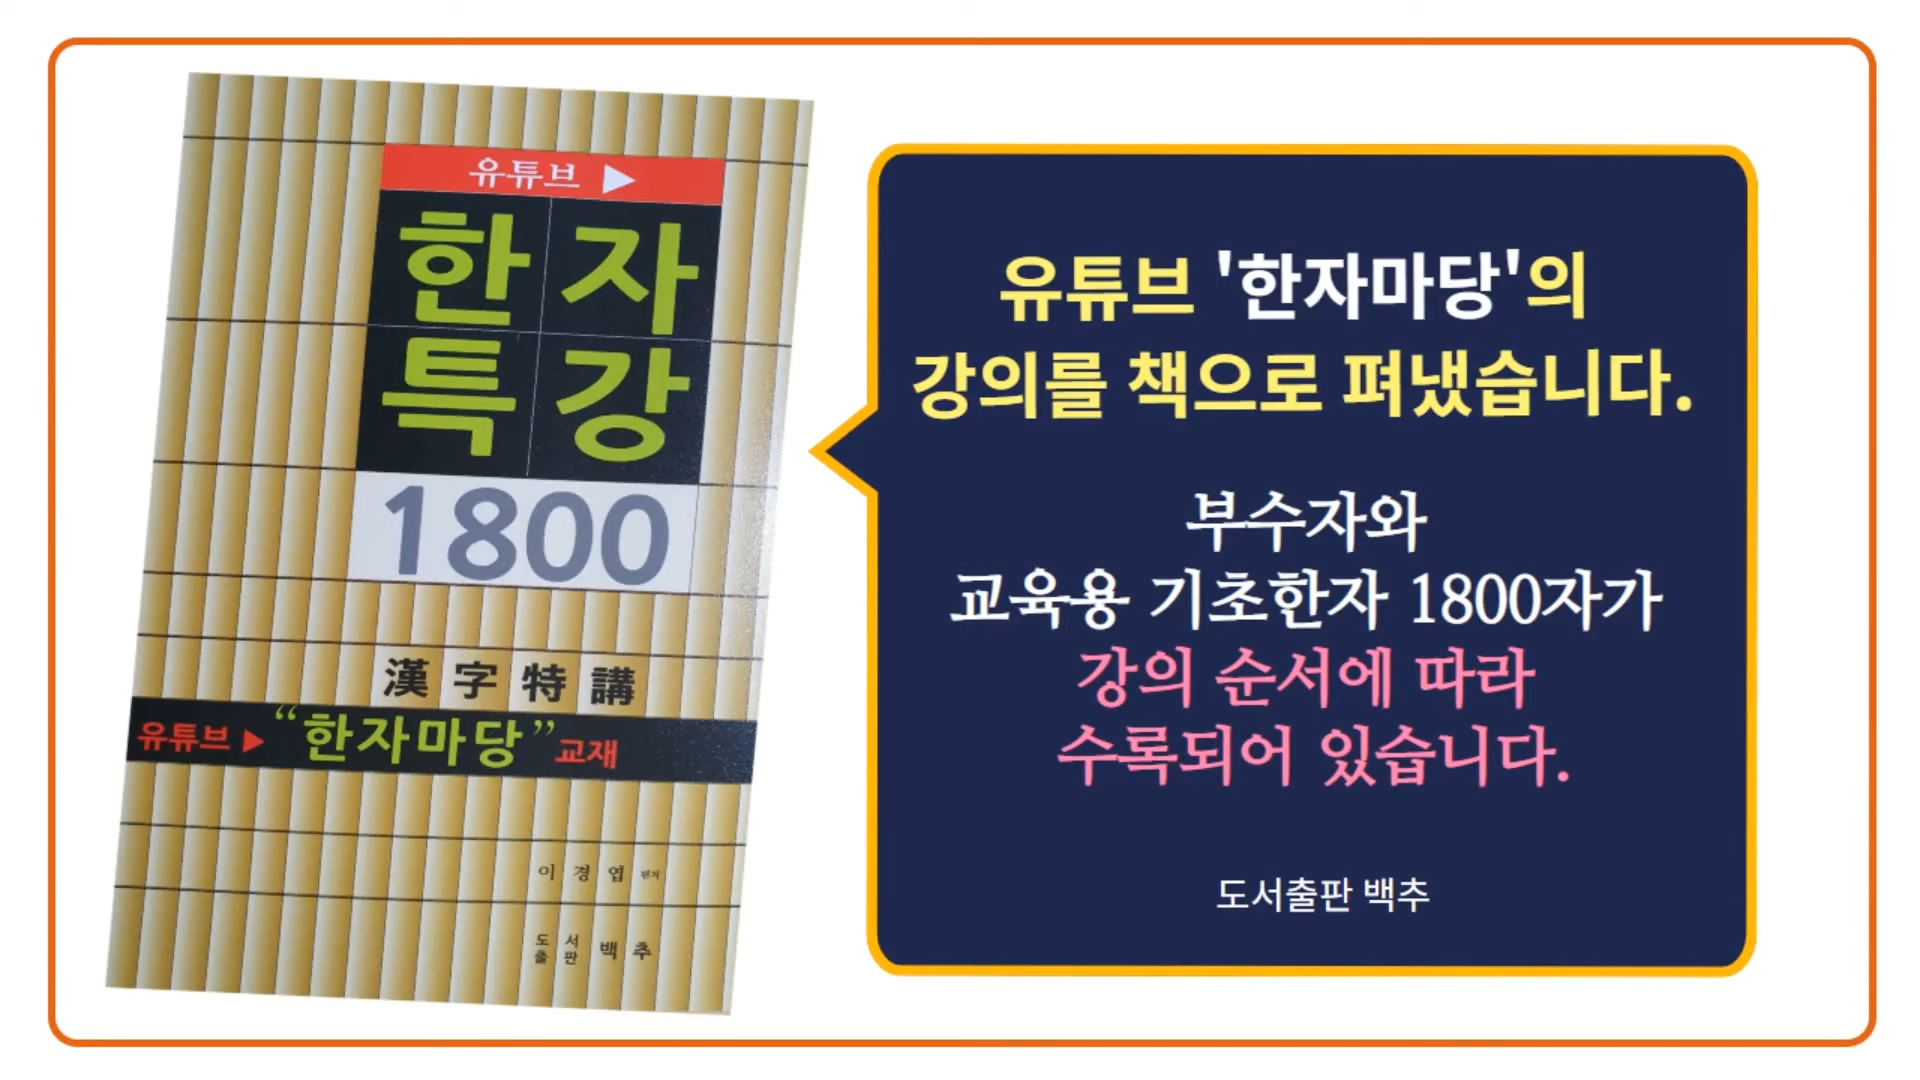 유튜브 ▶
한자
특강
1800
漢字特講
유튜브 ▶ “한자마당” 교재
이경엽 편저
도서출판 백추
유튜브 '한자마당'의
강의를 책으로 펴냈습니다.
부수자와
교육용 기초한자 1800자가
강의 순서에 따라
수록되어 있습니다.
도서출판 백추